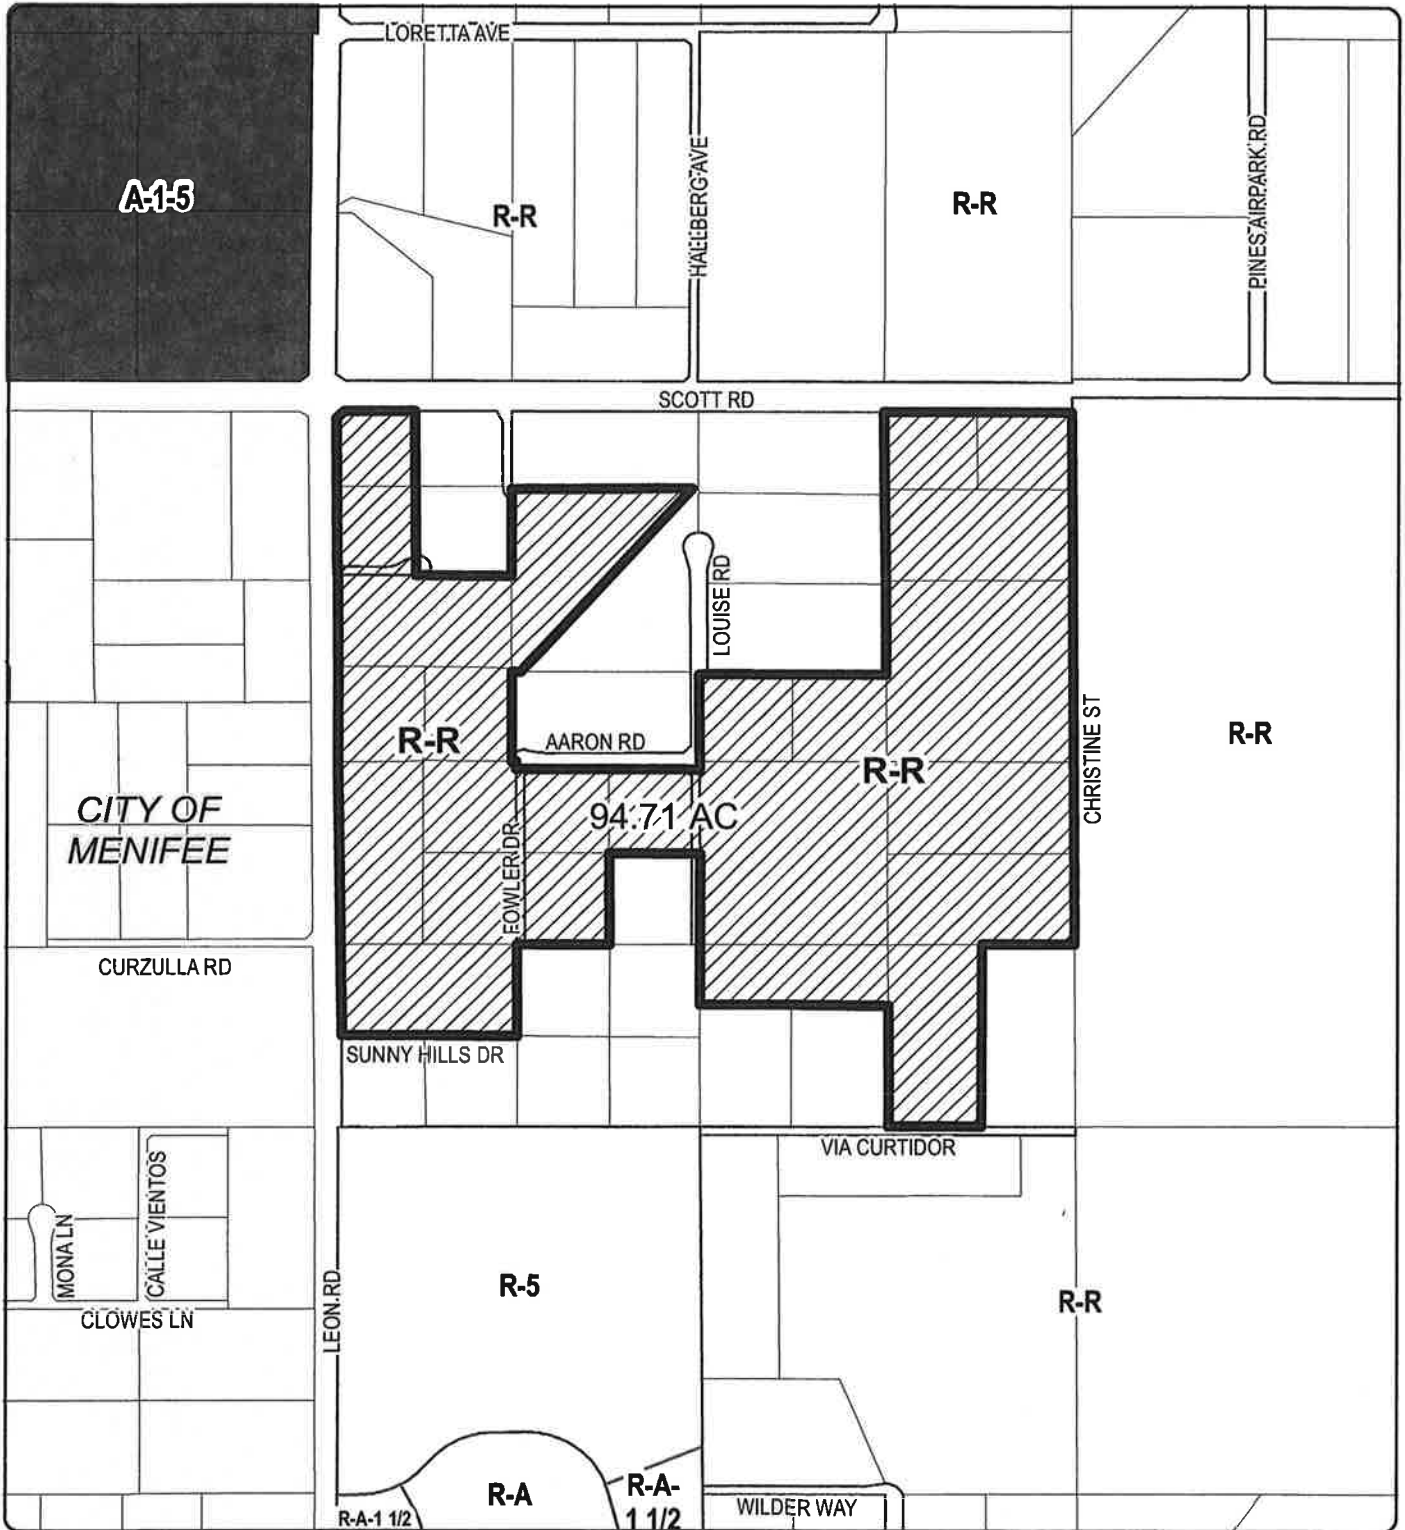 LORETTA AVE
A-1-5
R-R
HALLBERG AVE
R-R
PINES AIRPARK RD
SCOTT RD
LOUISE RD
R-R
AARON RD
R-R
CHRISTINE ST
R-R
CITY OF
MENIFEE
94.71 AC
FOWLER DR
CURZULLA RD
SUNNY HILLS DR
VIA CURTIDOR
MONA LN
CALLE VIENTOS
CLOWES LN
LEON RD
R-5
R-R
R-A
R-A-
1 1/2
R-A-1 1/2
WILDER WAY